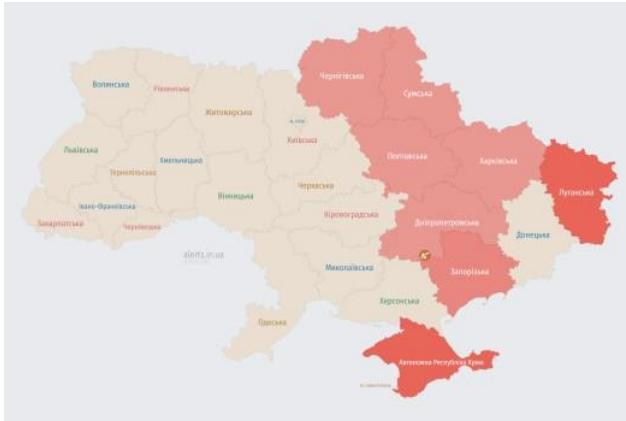 Чернігівська
Сумська
Волинська
Рівненська
Житомирська
Київська
Львівська
Тернопільська
Хмельницька
Полтавська
Харківська
Луганська
Вінницька
Черкаська
Івано-Франківська
Закарпатська
Чернівецька
Кіровоградська
Дніпропетровська
Донецька
alerts.in.ua
Миколаївська
Запорізька
Херсонська
Одеська
Автономна Республіка Крим